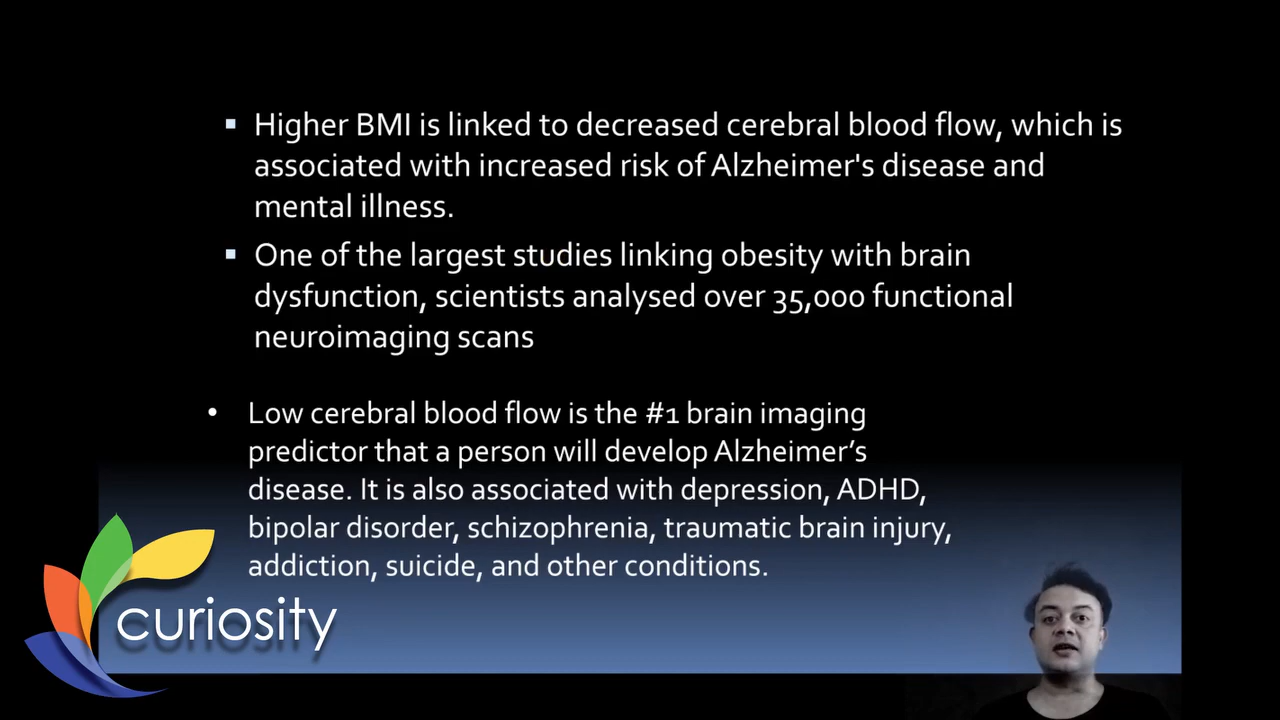 ▪ Higher BMI is linked to decreased cerebral blood flow, which is
associated with increased risk of Alzheimer's disease and
mental illness.
▪ One of the largest studies linking obesity with brain
dysfunction, scientists analysed over 35,000 functional
neuroimaging scans
• Low cerebral blood flow is the #1 brain imaging
predictor that a person will develop Alzheimer’s
disease. It is also associated with depression, ADHD,
bipolar disorder, schizophrenia, traumatic brain injury,
addiction, suicide, and other conditions.
curiosity